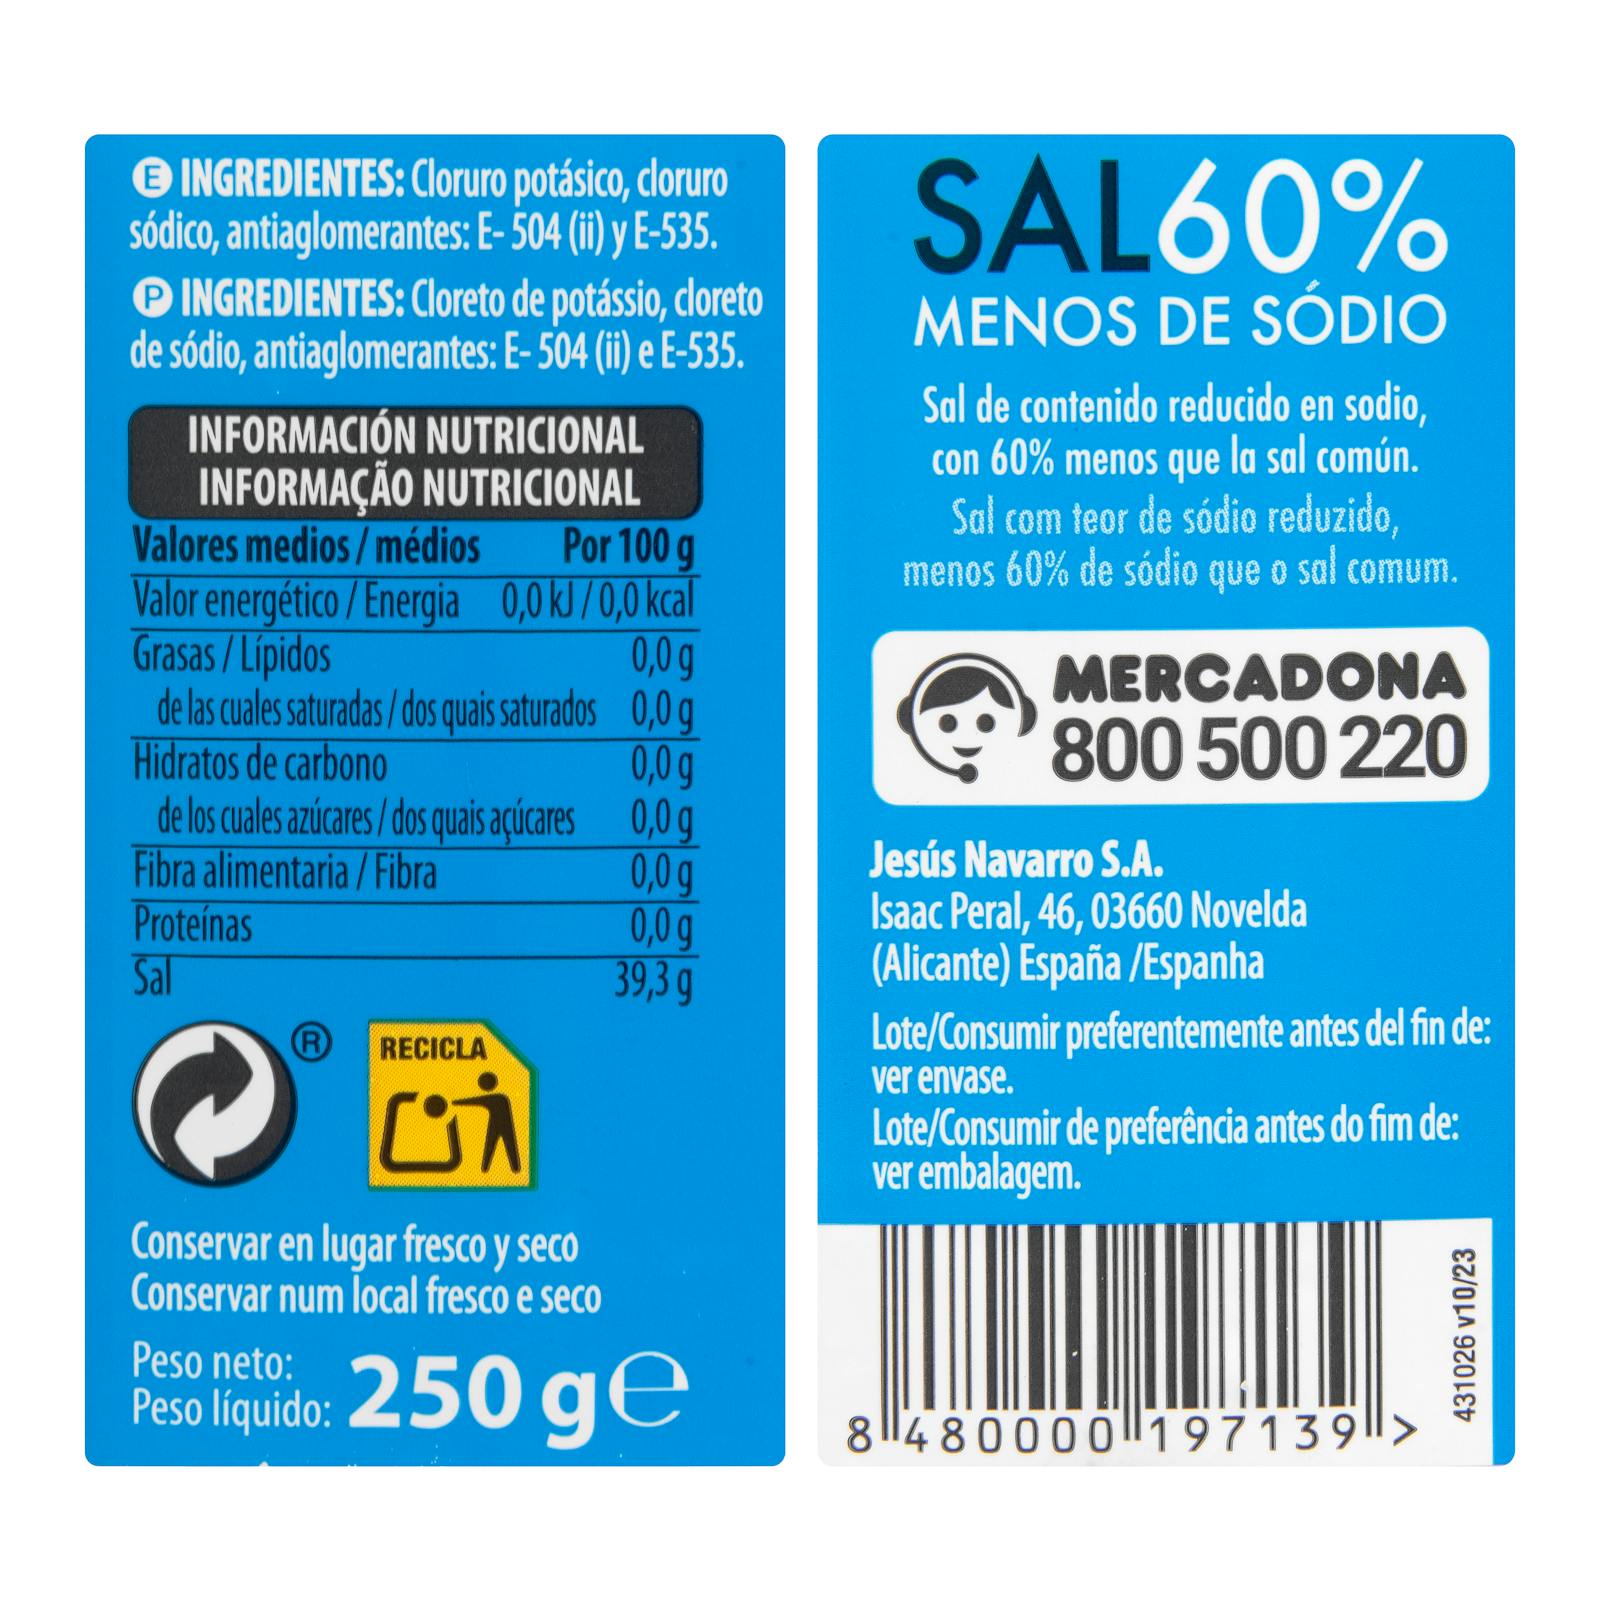 E INGREDIENTES: Cloruro potásico, cloruro
sódico, antiaglomerantes: E- 504 (ii) y E-535.
P INGREDIENTES: Cloreto de potássio, cloreto
de sódio, antiaglomerantes: E- 504 (ii) e E-535.
INFORMACIÓN NUTRICIONAL
INFORMAÇÃO NUTRICIONAL
Valores medios / médios Por 100 g
Valor energético / Energia 0,0 kJ / 0,0 kcal
Grasas / Lípidos 0,0 g
de las cuales saturadas / dos quais saturados 0,0 g
Hidratos de carbono 0,0 g
de los cuales azúcares / dos quais açúcares 0,0 g
Fibra alimentaria / Fibra 0,0 g
Proteínas 0,0 g
Sal 39,3 g
®
RECICLA
Conservar en lugar fresco y seco
Conservar num local fresco e seco
Peso neto:
Peso líquido: 250 g e
SAL 60%
MENOS DE SÓDIO
Sal de contenido reducido en sodio,
con 60% menos que la sal común.
Sal com teor de sódio reduzido,
menos 60% de sódio que o sal comum.
MERCADONA
800 500 220
Jesús Navarro S.A.
Isaac Peral, 46, 03660 Novelda
(Alicante) España /Espanha
Lote/Consumir preferentemente antes del fin de:
ver envase.
Lote/Consumir de preferência antes do fim de:
ver embalagem.
8 480000 197139 >
431026 v10/23